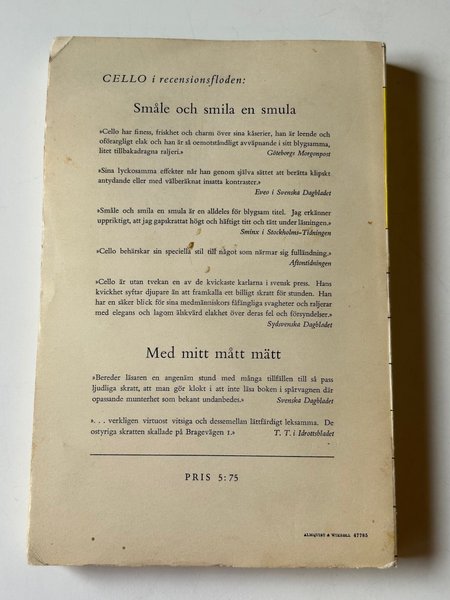 CELLO i recensionsfloden:
Småle och smila en smula
»Cello har finess, friskhet och charm över sina kåserier, han är leende och
oförargligt elak och han är så oemotståndligt avväpnande i sitt blygsamma,
litet tillbakadragna raljeri.» Göteborgs Morgonpost
»Sina lyckosamma effekter når han genom själva sättet att berätta klipskt
antydande eller med välberäknat insatta kontraster.»
Eveo i Svenska Dagbladet
»Småle och smila en smula är en alldeles för blygsam titel. Jag erkänner
uppriktigt, att jag gapskrattat högt och häftigt titt och tätt under läsningen.»
Sminx i Stockholms-Tidningen
»Cello behärskar sin speciella stil till något som närmar sig fulländning.»
Aftontidningen
»Cello är utan tvekan en av de kvickaste karlarna i svensk press. Hans
kvickhet syftar djupare än att framkalla ett billigt skratt för stunden. Han
har en säker blick för sina medmänniskors fåfängliga svagheter och raljerar
med elegans och lagom älskvärd elakhet över deras fel och försyndelser.»
Sydsvenska Dagbladet
Med mitt mått mätt
»Bereder läsaren en angenäm stund med många tillfällen till så pass
ljudliga skratt, att man gör klokt i att inte läsa boken i spårvagnen där
opassande munterhet som bekant undanbedes.» Svenska Dagbladet
». . . verkligen virtuost vitsiga och dessemellan lättfärdigt leksamma. De
ostyriga skratten skallade på Bragevägen 1.» T. T. i Idrottsbladet
PRIS 5:75
ALMQVIST & WIKSELL 47785